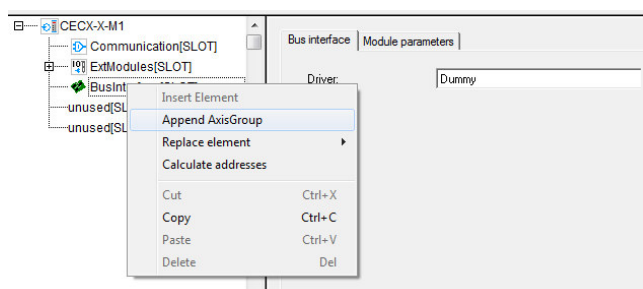 CECX-X-M1
Communication[SLOT]
ExtModules[SLOT]
unused[SL
unused[SL
Insert Element
Append AxisGroup
Replace element
Calculate addresses
Cut Ctrl+X
Copy Ctrl+C
Paste Ctrl+V
Delete Del
Bus interface Module parameters
Driver: Dummy